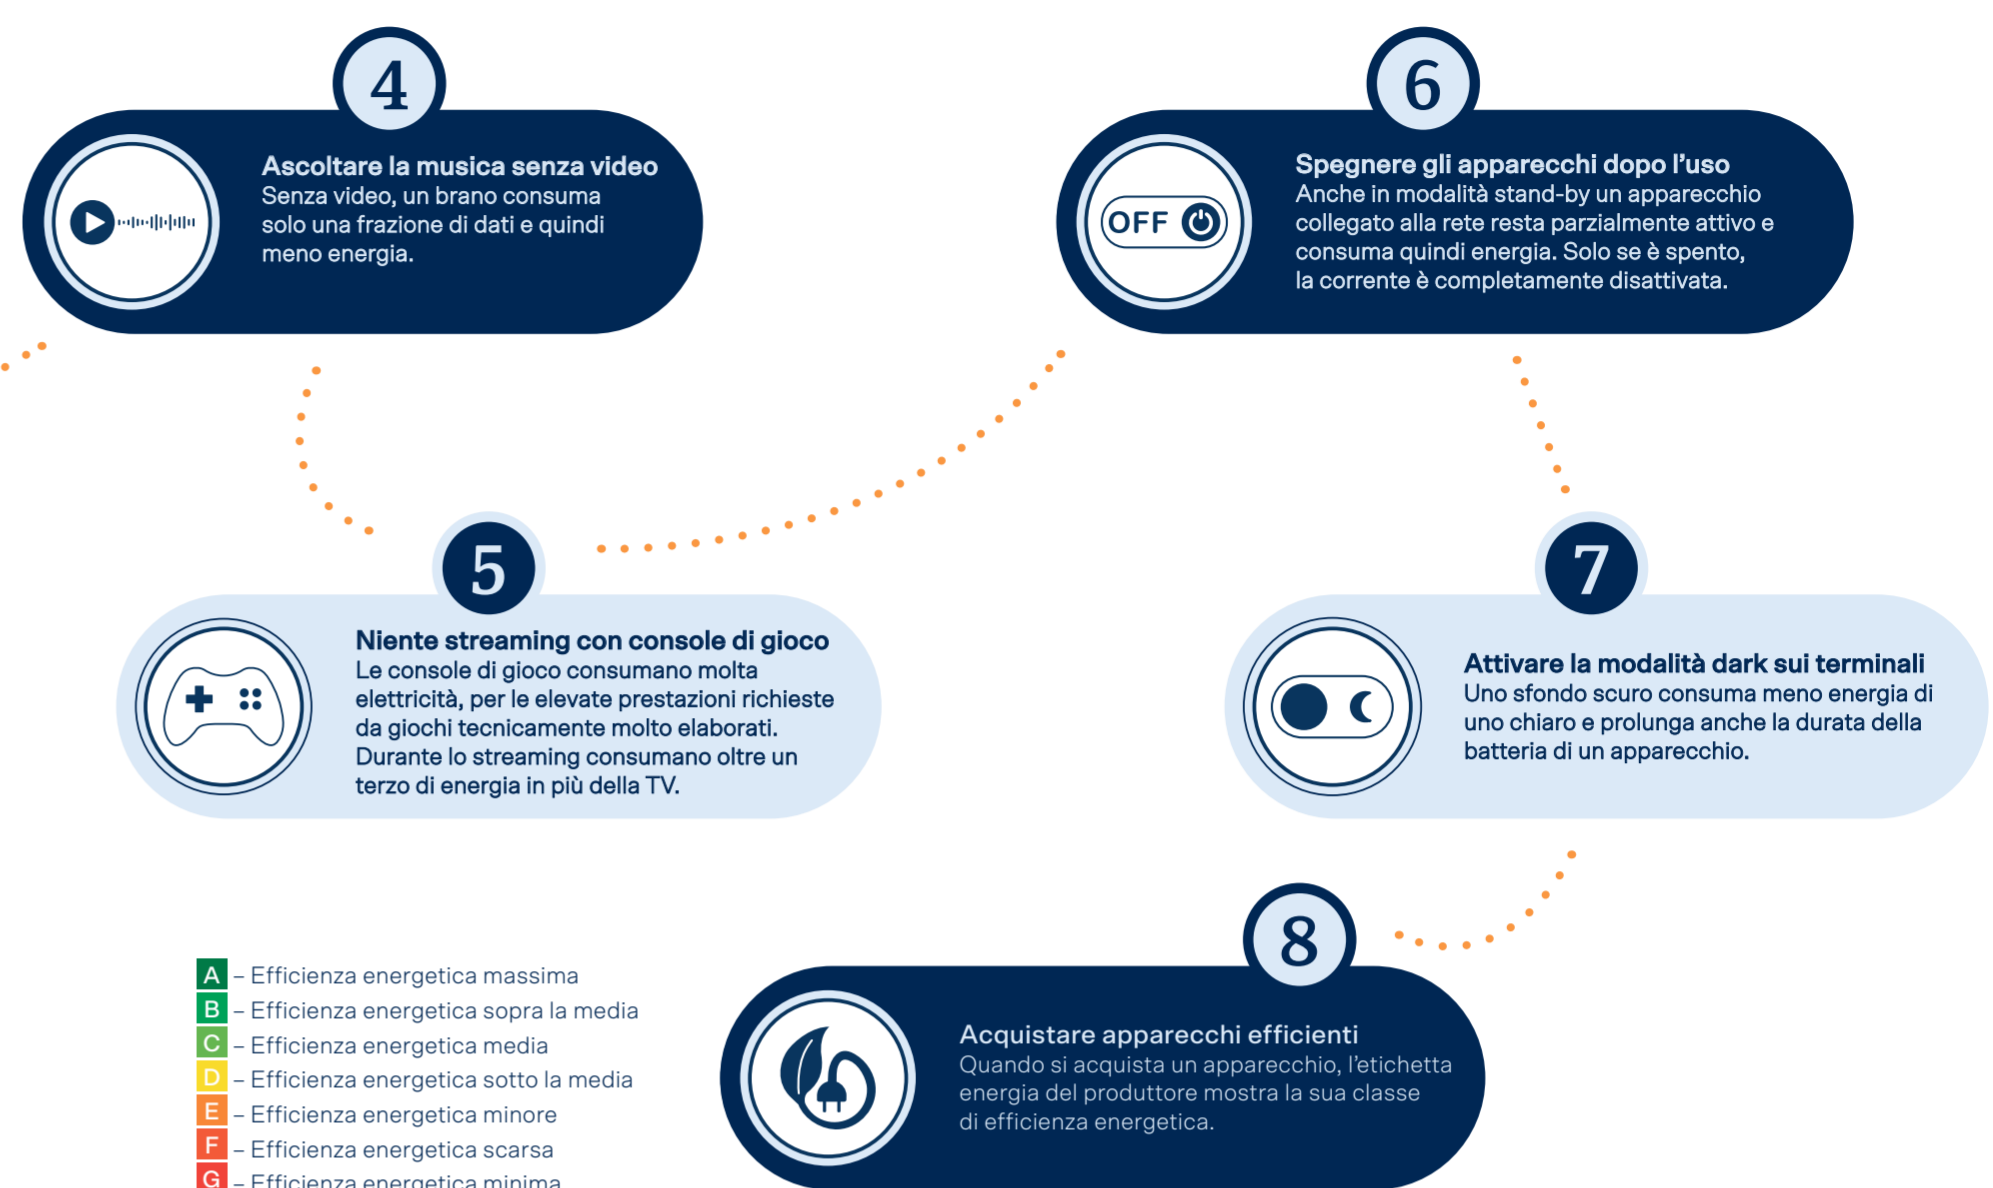 4
Ascoltare la musica senza video
Senza video, un brano consuma
solo una frazione di dati e quindi
meno energia.
5
Niente streaming con console di gioco
Le console di gioco consumano molta
elettricità, per le elevate prestazioni richieste
da giochi tecnicamente molto elaborati.
Durante lo streaming consumano oltre un
terzo di energia in più della TV.
6
OFF
Spegnere gli apparecchi dopo l'uso
Anche in modalità stand-by un apparecchio
collegato alla rete resta parzialmente attivo e
consuma quindi energia. Solo se è spento,
la corrente è completamente disattivata.
7
Attivare la modalità dark sui terminali
Uno sfondo scuro consuma meno energia di
uno chiaro e prolunga anche la durata della
batteria di un apparecchio.
8
Acquistare apparecchi efficienti
Quando si acquista un apparecchio, l'etichetta
energia del produttore mostra la sua classe
di efficienza energetica.
A – Efficienza energetica massima
B – Efficienza energetica sopra la media
C – Efficienza energetica media
D – Efficienza energetica sotto la media
E – Efficienza energetica minore
F – Efficienza energetica scarsa
G – Efficienza energetica minima